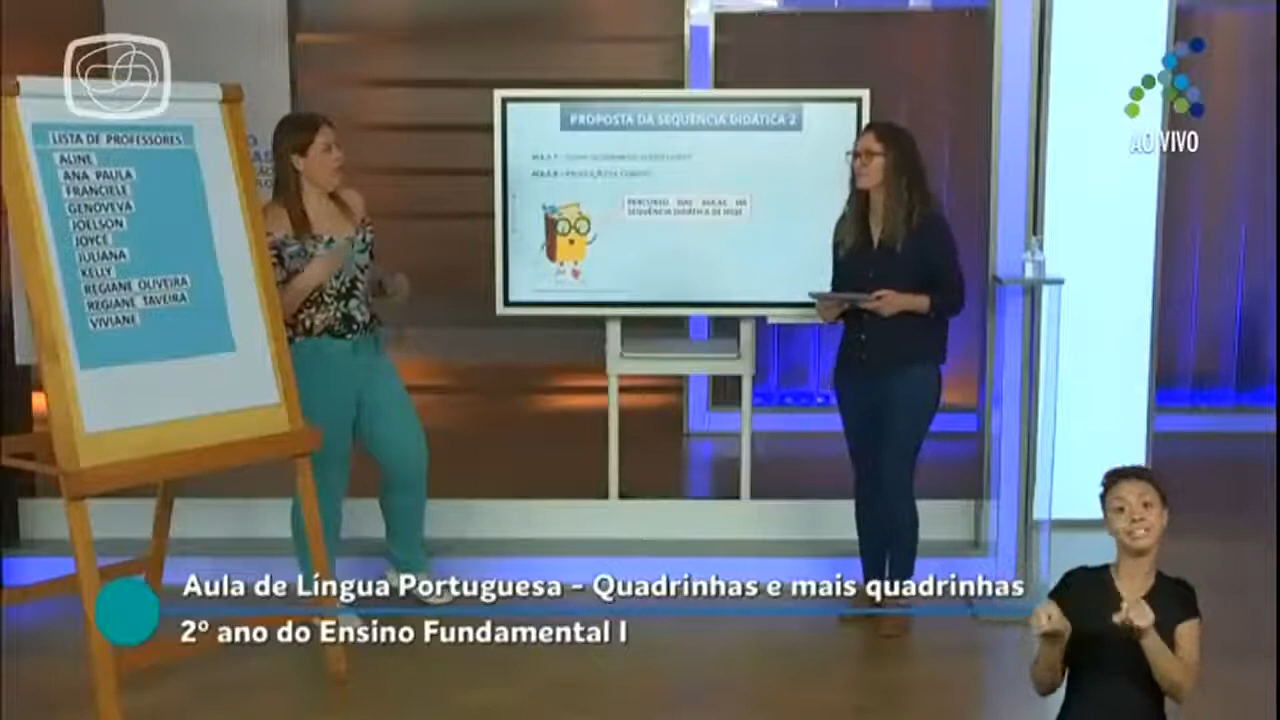 LISTA DE PROFESSORES
ALINE
ANA PAULA
FRANCIELE
GENOVEVA
JOELSON
JOYCE
JULIANA
KELLY
REGIANE OLIVEIRA
REGIANE TAVEIRA
VIVIANE
PROPOSTA DA SEQUÊNCIA DIDÁTICA 2
PERCURSO DAS AULAS DA
SEQUÊNCIA DIDÁTICA DE HOJE
AO VIVO
Aula de Língua Portuguesa - Quadrinhas e mais quadrinhas
2º ano do Ensino Fundamental I